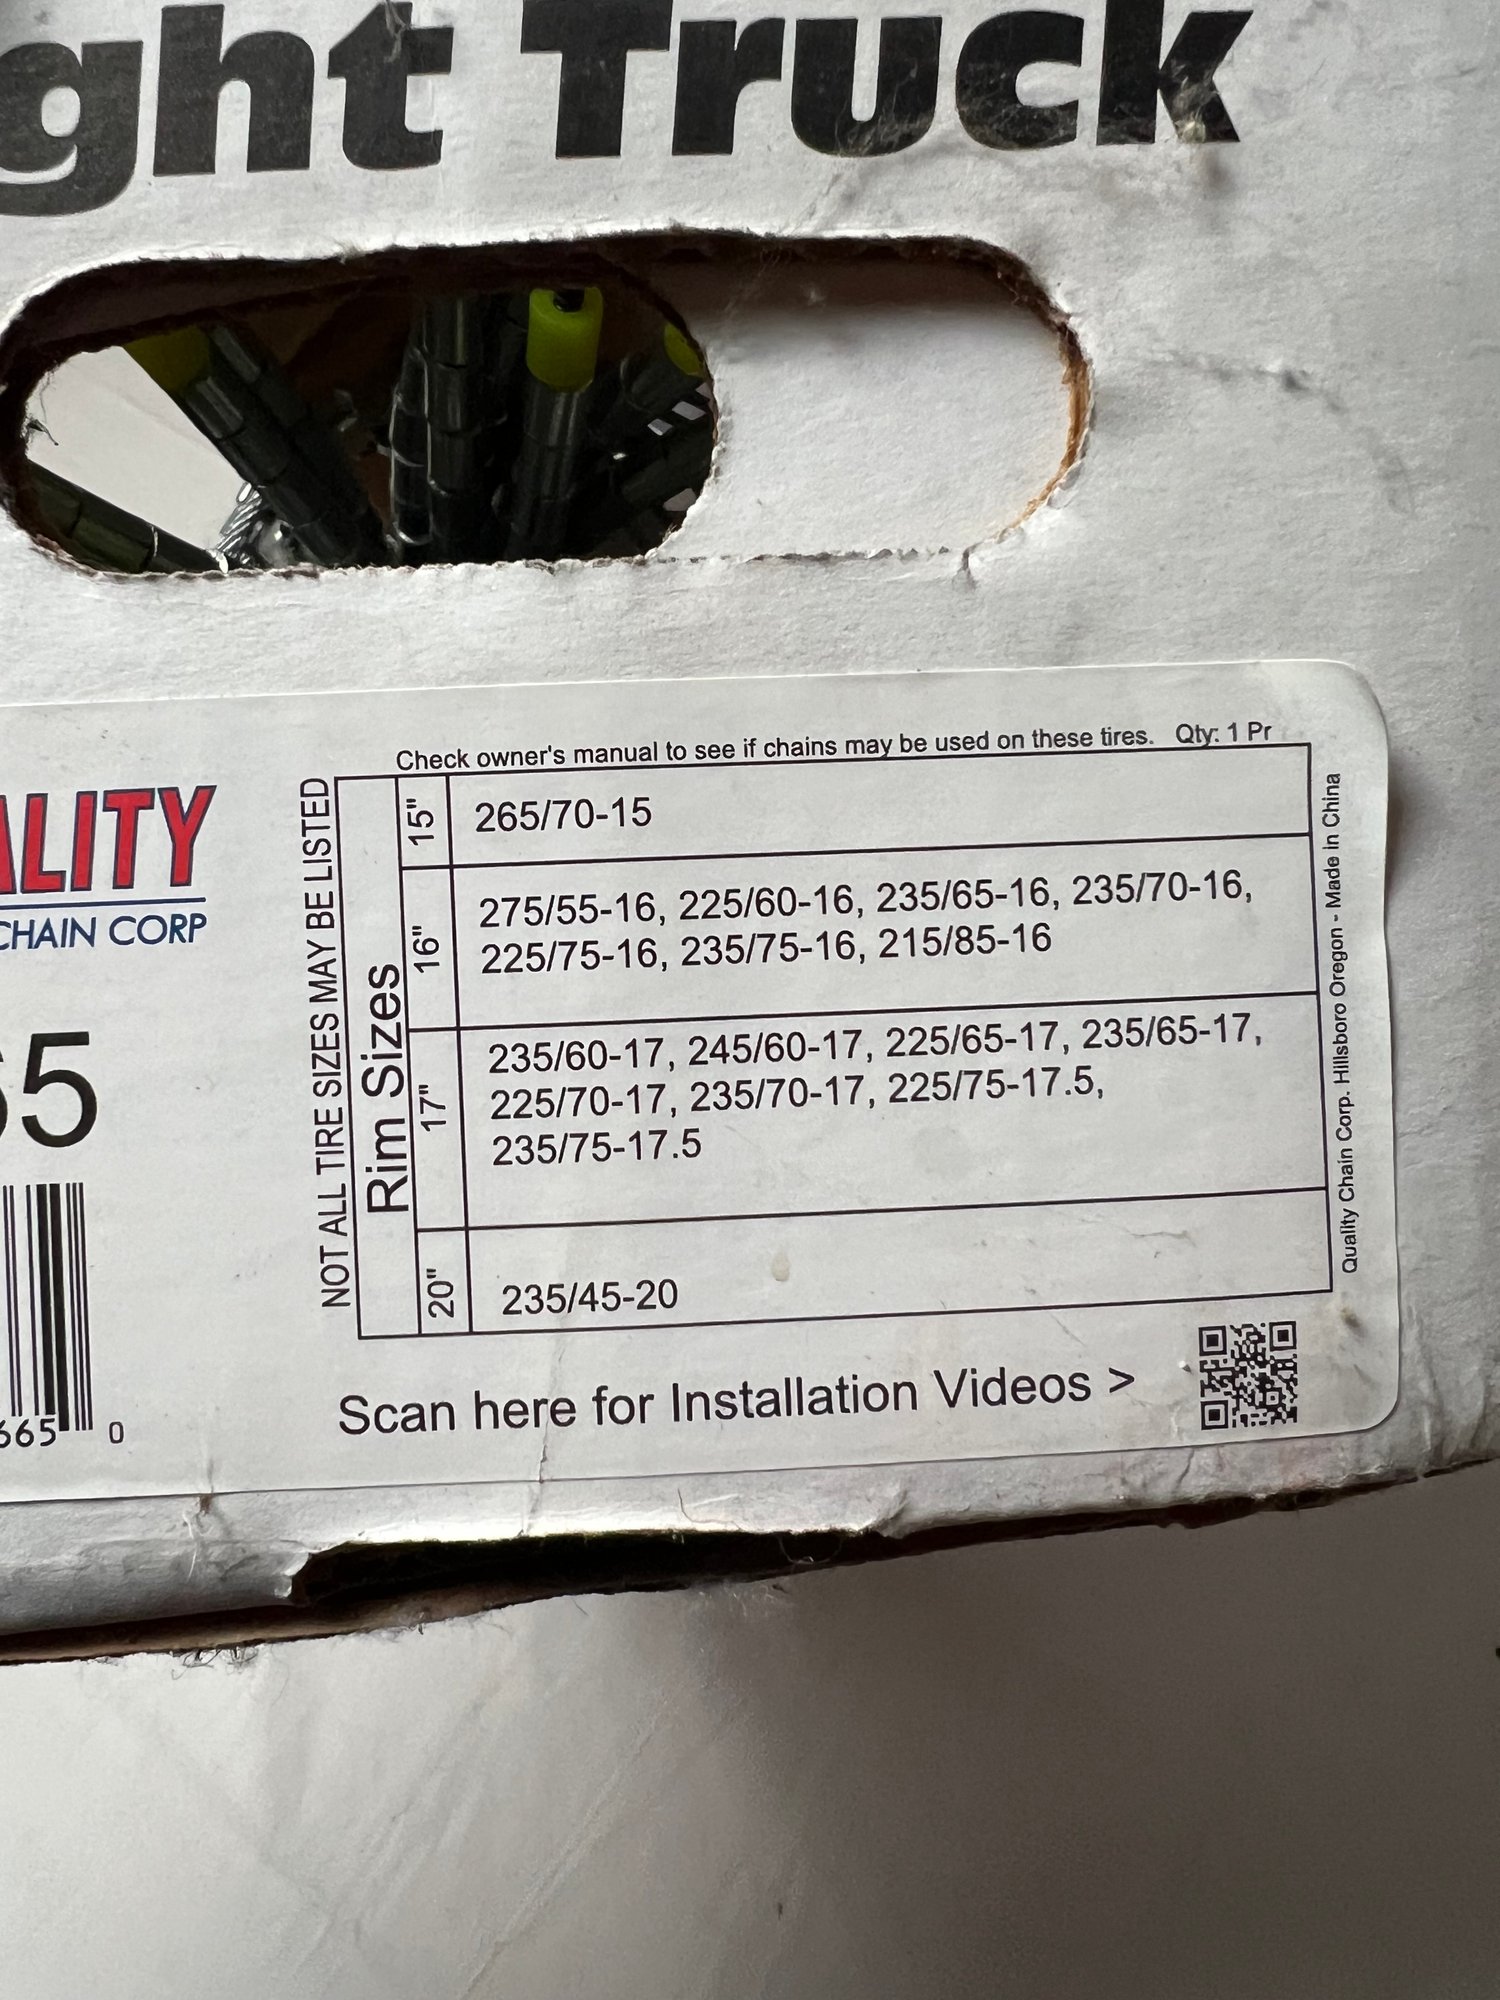 ght Truck
Check owner's manual to see if chains may be used on these tires. Qty: 1 Pr
ALITY
CHAIN CORP
65
665 0
NOT ALL TIRE SIZES MAY BE LISTED
Rim Sizes
15" 265/70-15
16" 275/55-16, 225/60-16, 235/65-16, 235/70-16,
225/75-16, 235/75-16, 215/85-16
17" 235/60-17, 245/60-17, 225/65-17, 235/65-17,
225/70-17, 235/70-17, 225/75-17.5,
235/75-17.5
20" 235/45-20
Quality Chain Corp. Hillsboro Oregon - Made in China
Scan here for Installation Videos >